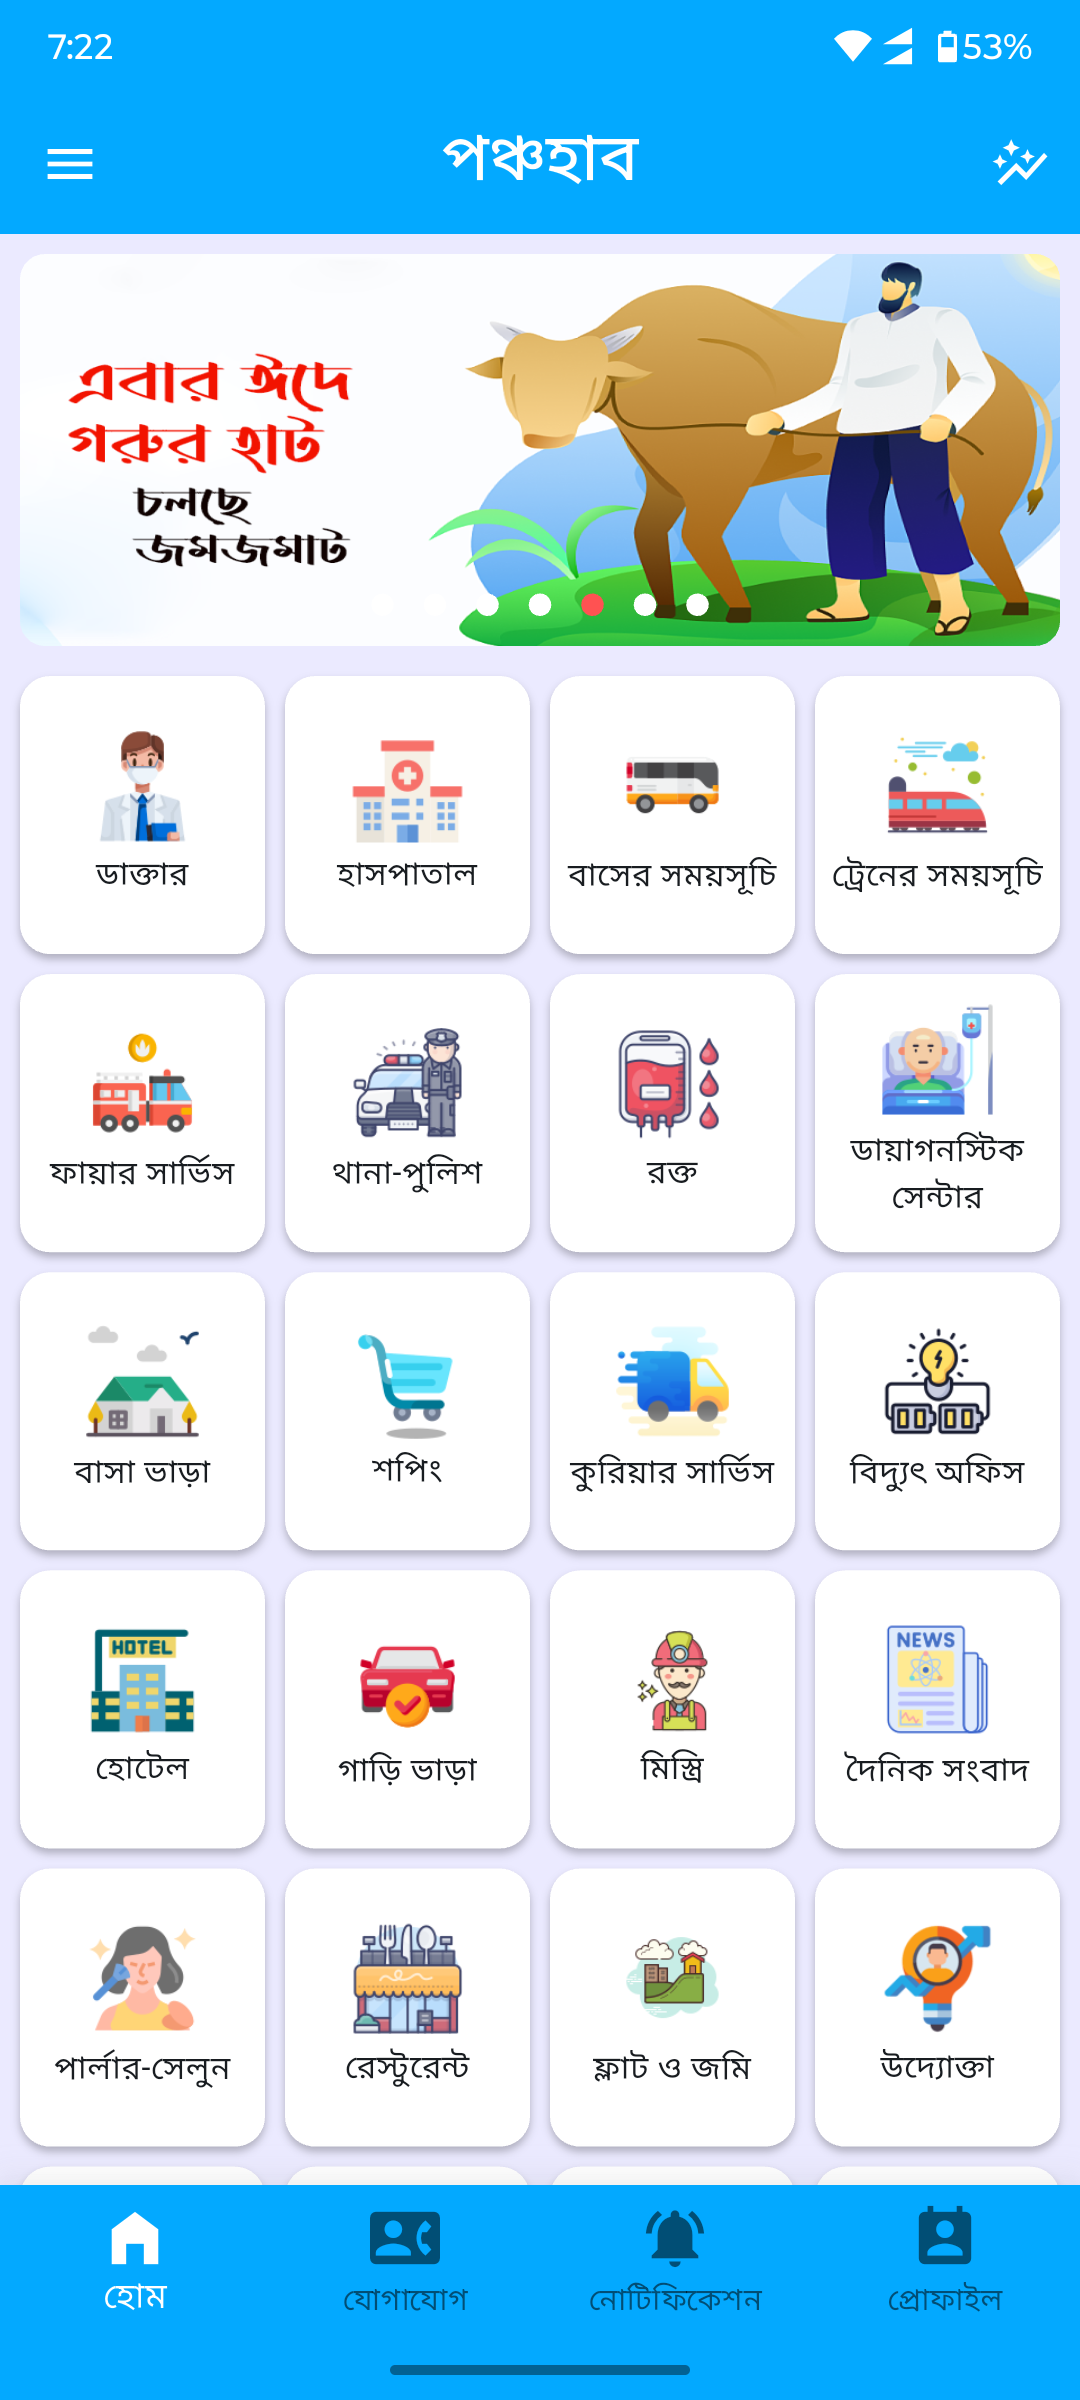 7:22
53%
পঞ্চহাব
এবার ঈদে
গরুর হাট
চলছে
জমজমাট
ডাক্তার
হাসপাতাল
বাসের সময়সূচি
ট্রেনের সময়সূচি
ফায়ার সার্ভিস
থানা-পুলিশ
রক্ত
ডায়াগনস্টিক
সেন্টার
বাসা ভাড়া
শপিং
কুরিয়ার সার্ভিস
বিদ্যুৎ অফিস
HOTEL
হোটেল
গাড়ি ভাড়া
মিস্ত্রি
NEWS
দৈনিক সংবাদ
পার্লার-সেলুন
রেস্টুরেন্ট
ফ্লাট ও জমি
উদ্যোক্তা
হোম
যোগাযোগ
নোটিফিকেশন
প্রোফাইল